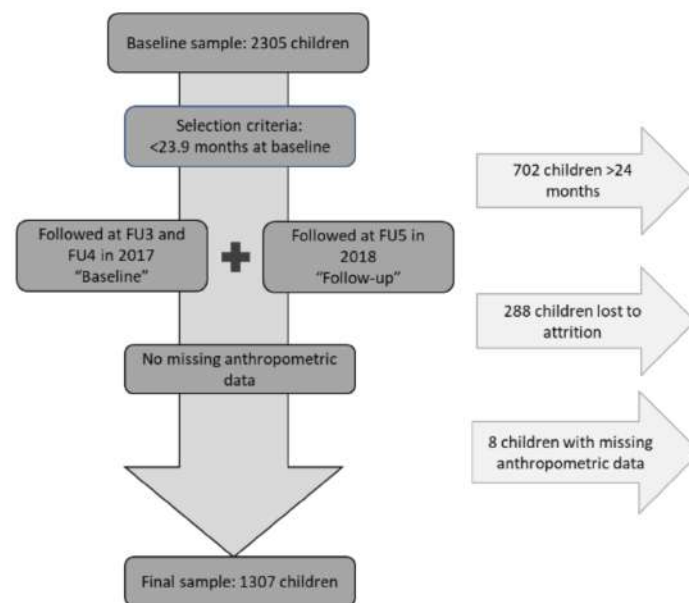 Baseline sample: 2305 children
Selection criteria:
<23.9 months at baseline
702 children >24
months
Followed at FU3 and
FU4 in 2017
“Baseline”
Followed at FU5 in
2018
“Follow-up”
288 children lost to
attrition
No missing anthropometric
data
8 children with missing
anthropometric data
Final sample: 1307 children